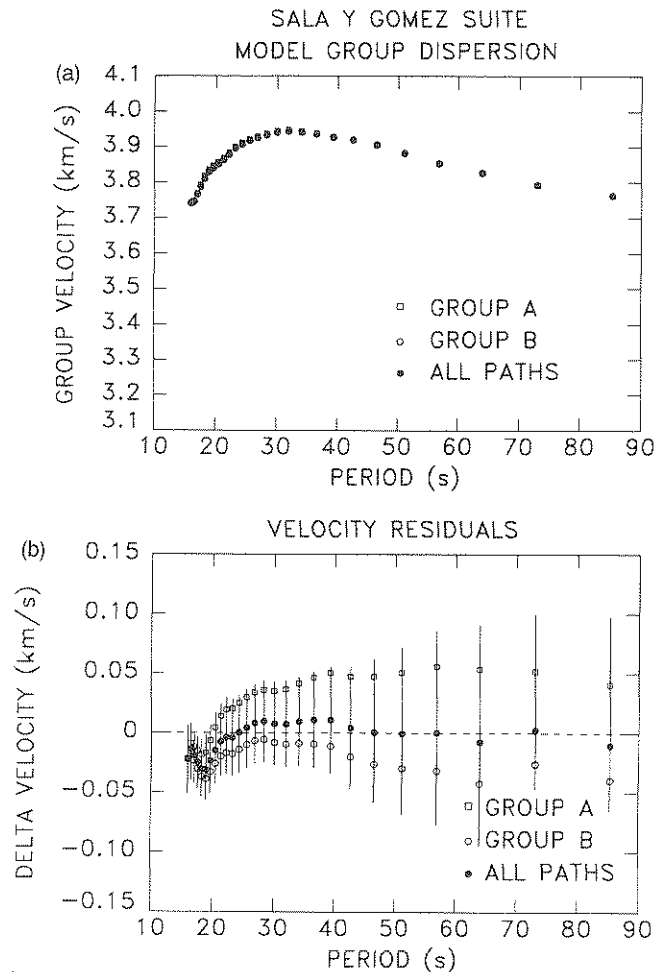 SALA Y GOMEZ SUITE
MODEL GROUP DISPERSION
(a)
GROUP VELOCITY (km/s)
4.1
4.0
3.9
3.8
3.7
3.6
3.5
3.4
3.3
3.2
3.1
GROUP A
GROUP B
ALL PATHS
10 20 30 40 50 60 70 80 90
PERIOD (s)
VELOCITY RESIDUALS
(b)
DELTA VELOCITY (km/s)
0.15
0.10
0.05
0
-0.05
-0.10
-0.15
GROUP A
GROUP B
ALL PATHS
10 20 30 40 50 60 70 80 90
PERIOD (s)